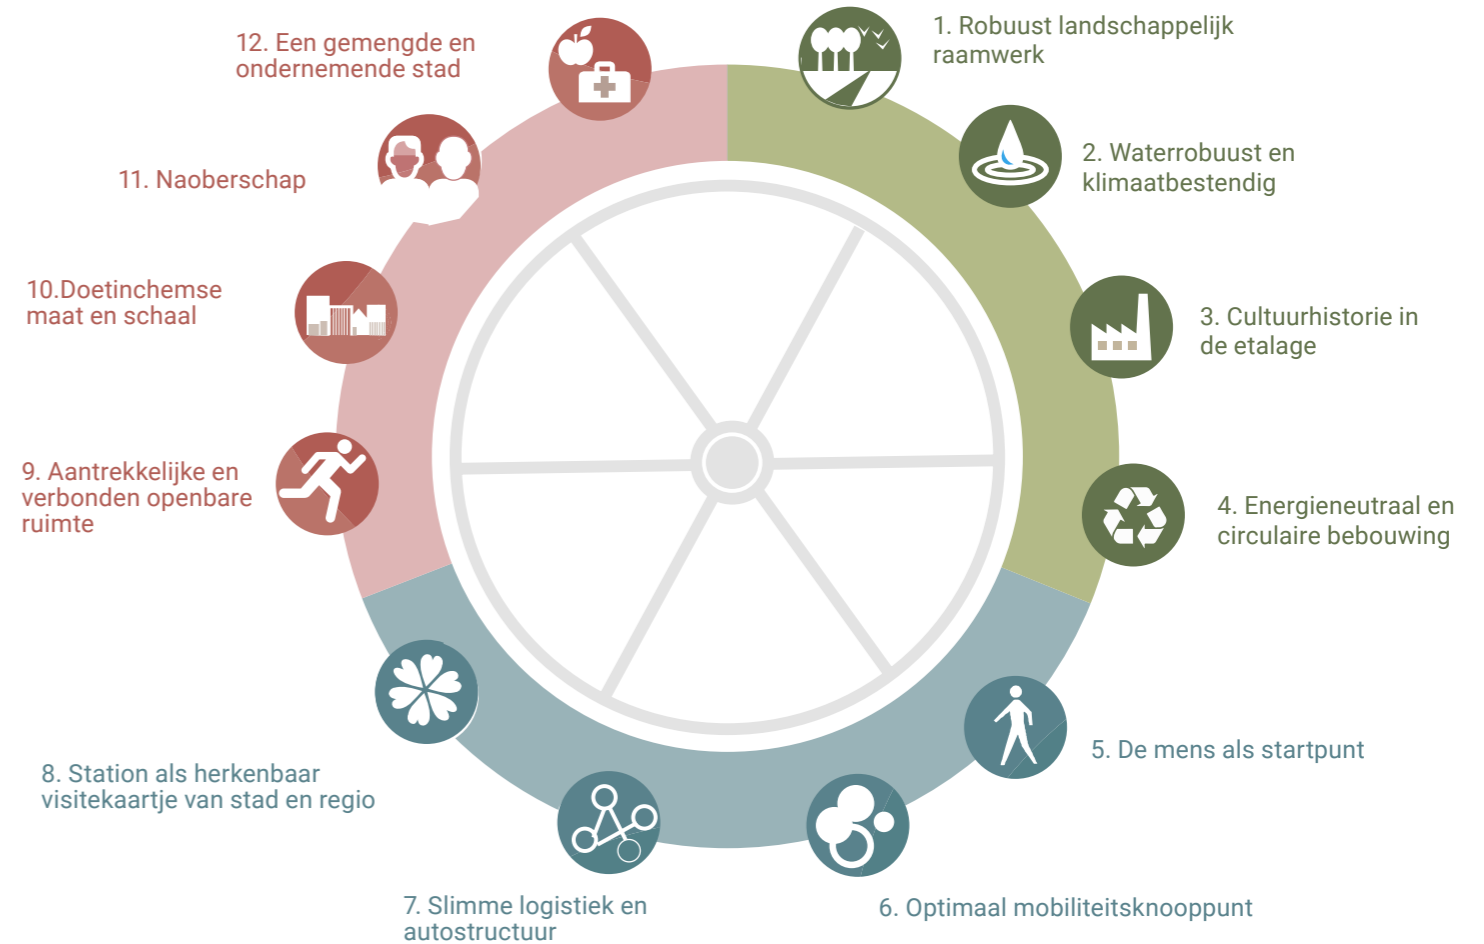 1. Robuust landschappelijk
raamwerk
2. Waterrobuust en
klimaatbestendig
3. Cultuurhistorie in
de etalage
4. Energieneutraal en
circulaire bebouwing
5. De mens als startpunt
6. Optimaal mobiliteitsknooppunt
7. Slimme logistiek en
autostructuur
8. Station als herkenbaar
visitekaartje van stad en regio
9. Aantrekkelijke en
verbonden openbare
ruimte
10.Doetinchemse
maat en schaal
11. Naoberschap
12. Een gemengde en
ondernemende stad